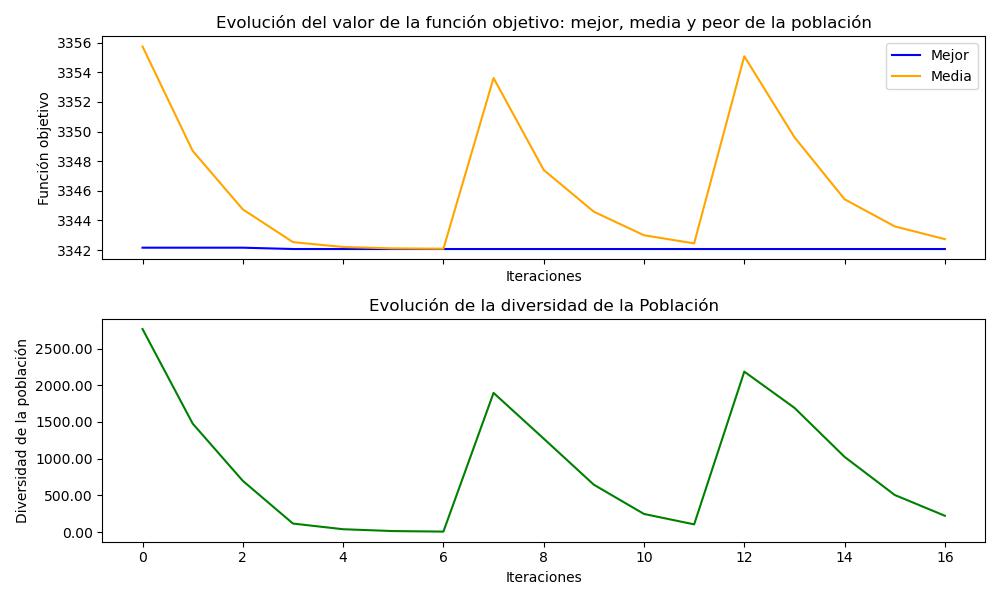 Evolución del valor de la función objetivo: mejor, media y peor de la población
3356
3354
3352
3350
3348
3346
3344
3342
Función objetivo
Mejor
Media
Iteraciones
Evolución de la diversidad de la Población
2500.00
2000.00
1500.00
1000.00
500.00
0.00
Diversidad de la población
0 2 4 6 8 10 12 14 16
Iteraciones